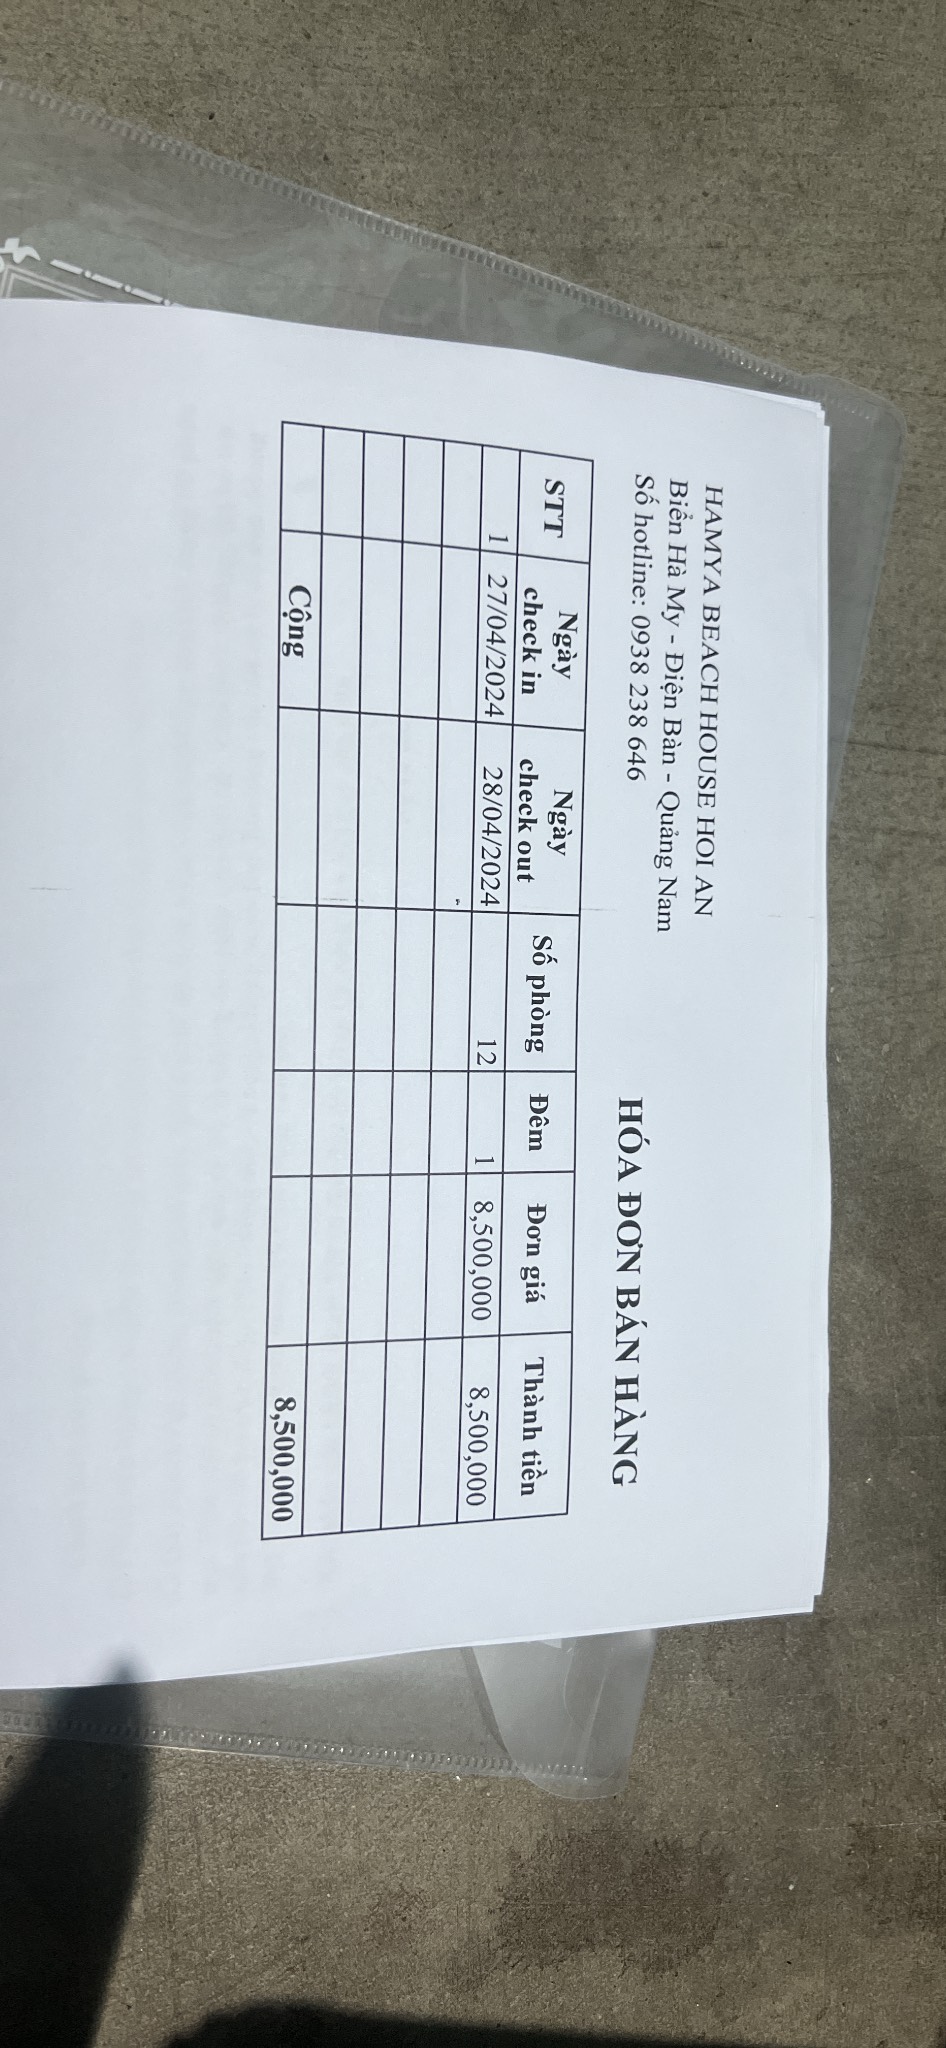 HAMYA BEACH HOUSE HOI AN
Biển Hà My - Điện Bàn - Quảng Nam
Số hotline: 0938 238 646
HÓA ĐƠN BÁN HÀNG
STT Ngày check in Ngày check out Số phòng Đêm Đơn giá Thành tiền
1 27/04/2024 28/04/2024 12 1 8,500,000 8,500,000
Cộng 8,500,000